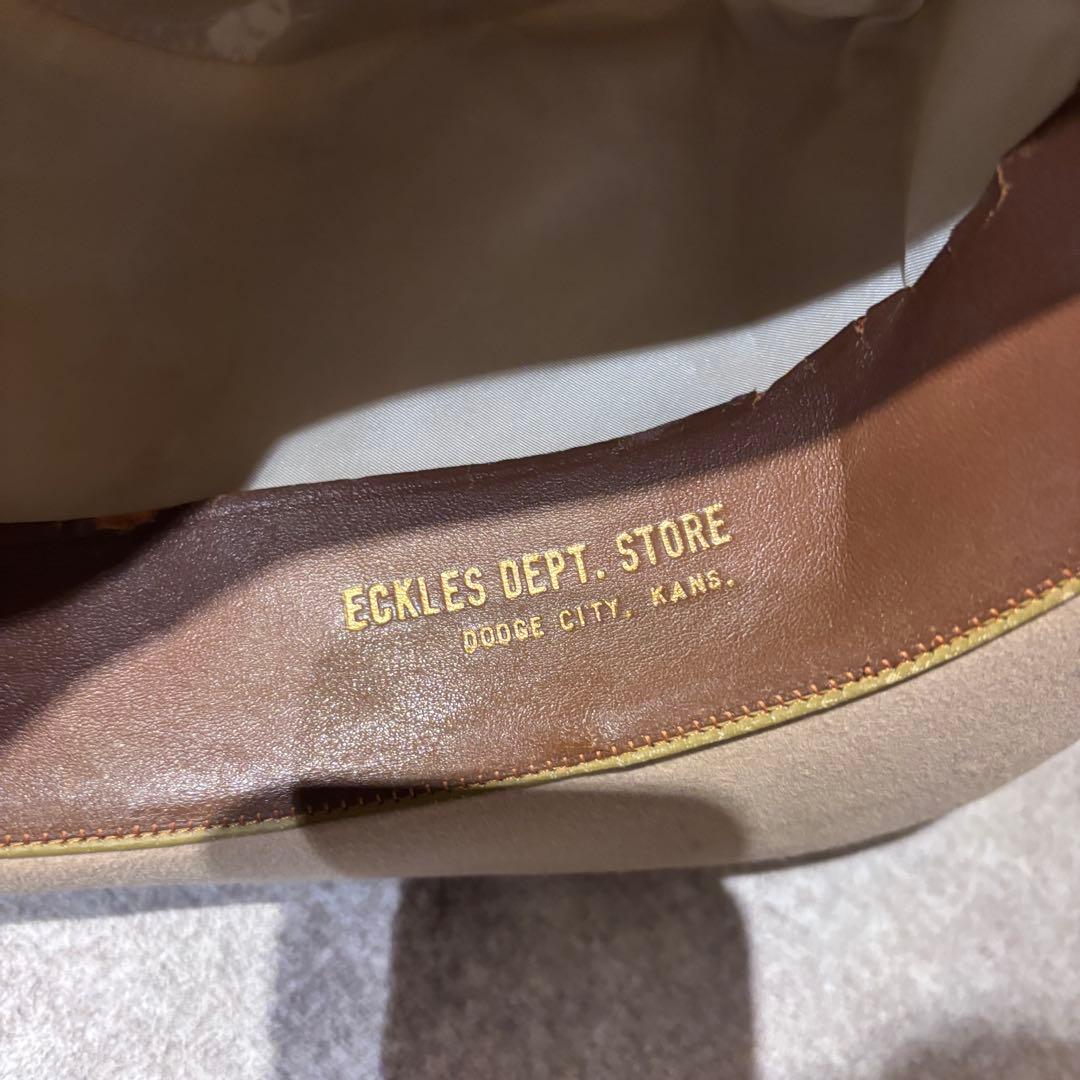 ECKLES DEPT. STORE
DODGE CITY, KANS.